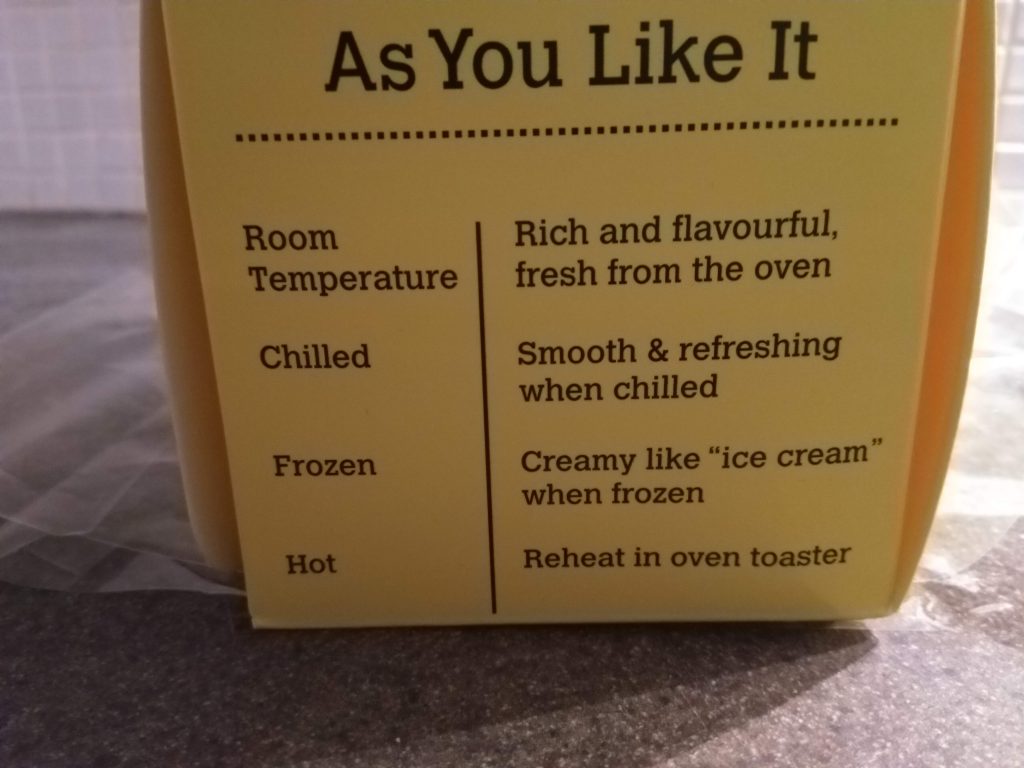 As You Like It
Room
Temperature
Rich and flavourful,
fresh from the oven
Chilled
Smooth & refreshing
when chilled
Frozen
Creamy like “ice cream”
when frozen
Hot
Reheat in oven toaster